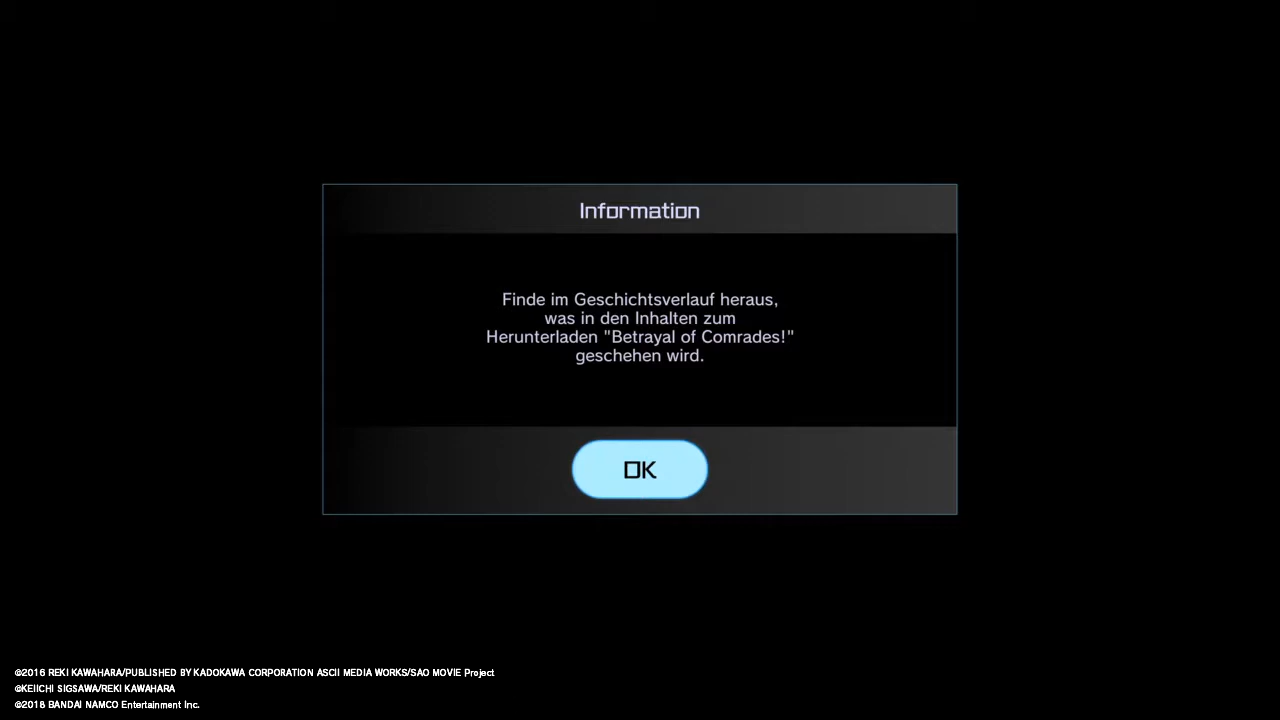 Information
Finde im Geschichtsverlauf heraus,
was in den Inhalten zum
Herunterladen "Betrayal of Comrades!"
geschehen wird.
OK
©2016 REKI KAWAHARA/PUBLISHED BY KADOKAWA CORPORATION ASCII MEDIA WORKS/SAO MOVIE Project
©KEIICHI SIGSAWA/REKI KAWAHARA
©2018 BANDAI NAMCO Entertainment Inc.